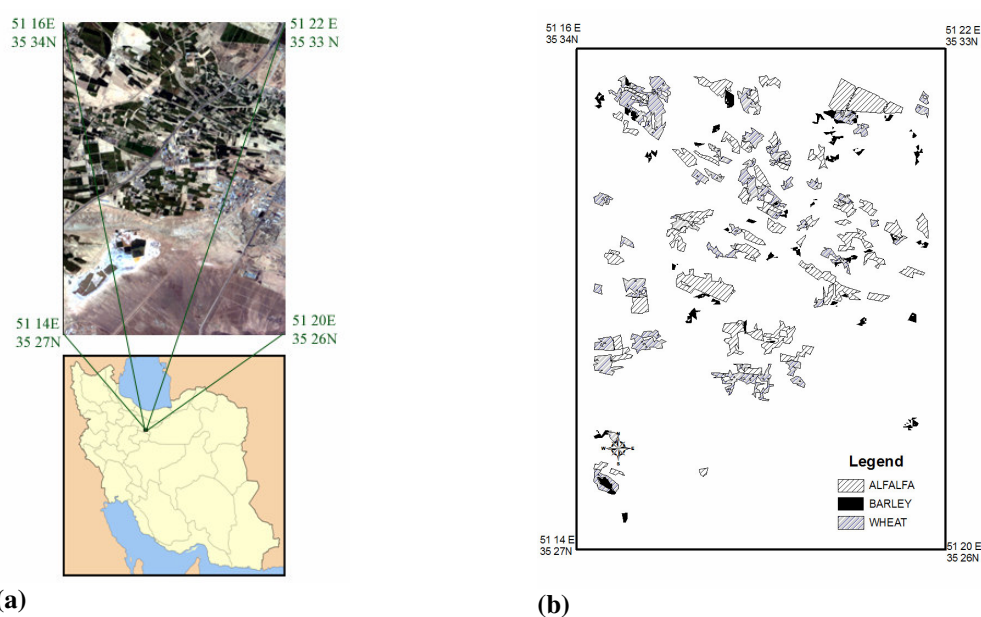 51 16E
35 34N
51 22 E
35 33 N
51 14E
35 27N
51 20E
35 26N
(a)
51 16 E
35 34N
51 22 E
35 33N
N
W
E
S
Legend
ALFALFA
BARLEY
WHEAT
51 14 E
35 27N
51 20 E
35 26N
(b)